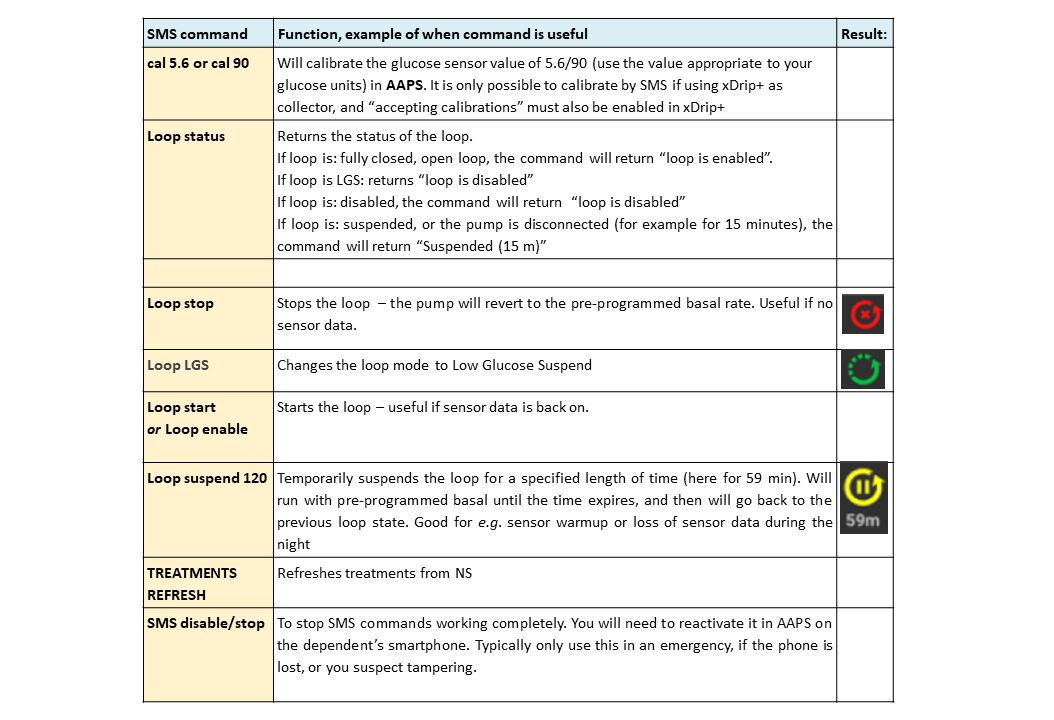 SMS command Function, example of when command is useful Result:
cal 5.6 or cal 90 Will calibrate the glucose sensor value of 5.6/90 (use the value appropriate to your
glucose units) in AAPS. It is only possible to calibrate by SMS if using xDrip+ as
collector, and “accepting calibrations” must also be enabled in xDrip+
Loop status Returns the status of the loop.
If loop is: fully closed, open loop, the command will return “loop is enabled”.
If loop is LGS: returns “loop is disabled”
If loop is: disabled, the command will return “loop is disabled”
If loop is: suspended, or the pump is disconnected (for example for 15 minutes), the
command will return “Suspended (15 m)”
Loop stop Stops the loop – the pump will revert to the pre-programmed basal rate. Useful if no
sensor data.
Loop LGS Changes the loop mode to Low Glucose Suspend
Loop start Starts the loop – useful if sensor data is back on.
or Loop enable
Loop suspend 120 Temporarily suspends the loop for a specified length of time (here for 59 min). Will
run with pre-programmed basal until the time expires, and then will go back to the
previous loop state. Good for e.g. sensor warmup or loss of sensor data during the
night
59m
TREATMENTS Refreshes treatments from NS
REFRESH
SMS disable/stop To stop SMS commands working completely. You will need to reactivate it in AAPS on
the dependent’s smartphone. Typically only use this in an emergency, if the phone is
lost, or you suspect tampering.